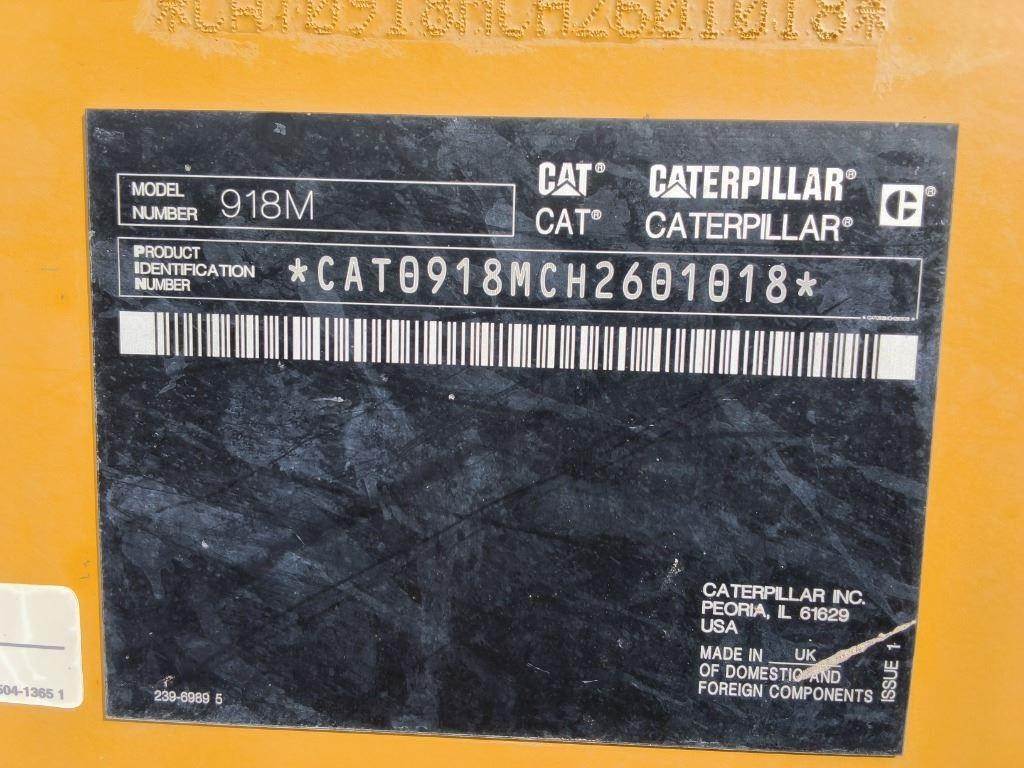 *CAT0918MCH2601018*
MODEL
NUMBER 918M
CAT® CATERPILLAR®
CAT® CATERPILLAR®
C ®
PRODUCT
IDENTIFICATION
NUMBER
*CAT0918MCH2601018*
CATERPILLAR INC.
PEORIA, IL 61629
USA
MADE IN UK
OF DOMESTIC AND
FOREIGN COMPONENTS
ISSUE 1
239-6989 5
504-1365 1